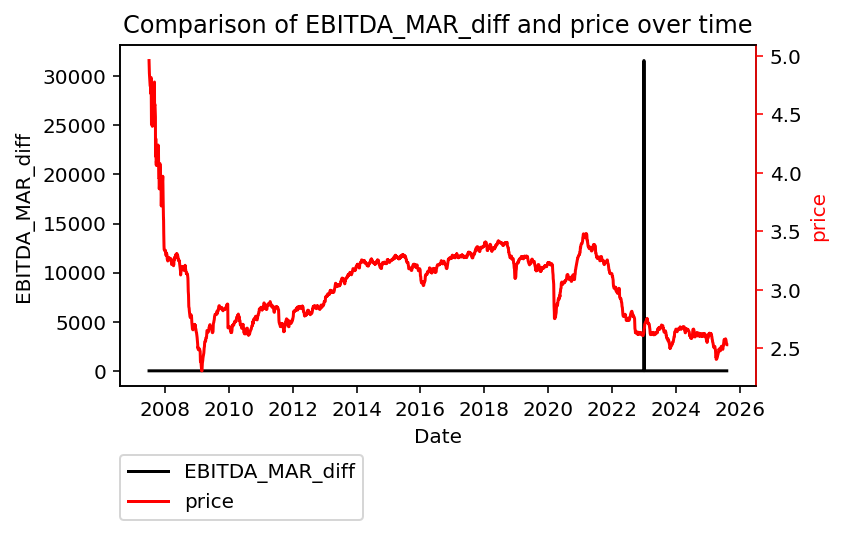 Comparison of EBITDA_MAR_diff and price over time
30000
25000
20000
15000
10000
5000
0
EBITDA_MAR_diff
5.0
4.5
4.0
3.5
3.0
2.5
price
2008 2010 2012 2014 2016 2018 2020 2022 2024 2026
Date
EBITDA_MAR_diff
price